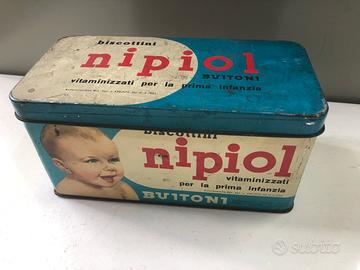 biscottini
nipiol
BUITONI
vitaminizzati per la prima infanzia
biscottini
nipiol
vitaminizzati
per la prima infanzia
BUITONI
subito